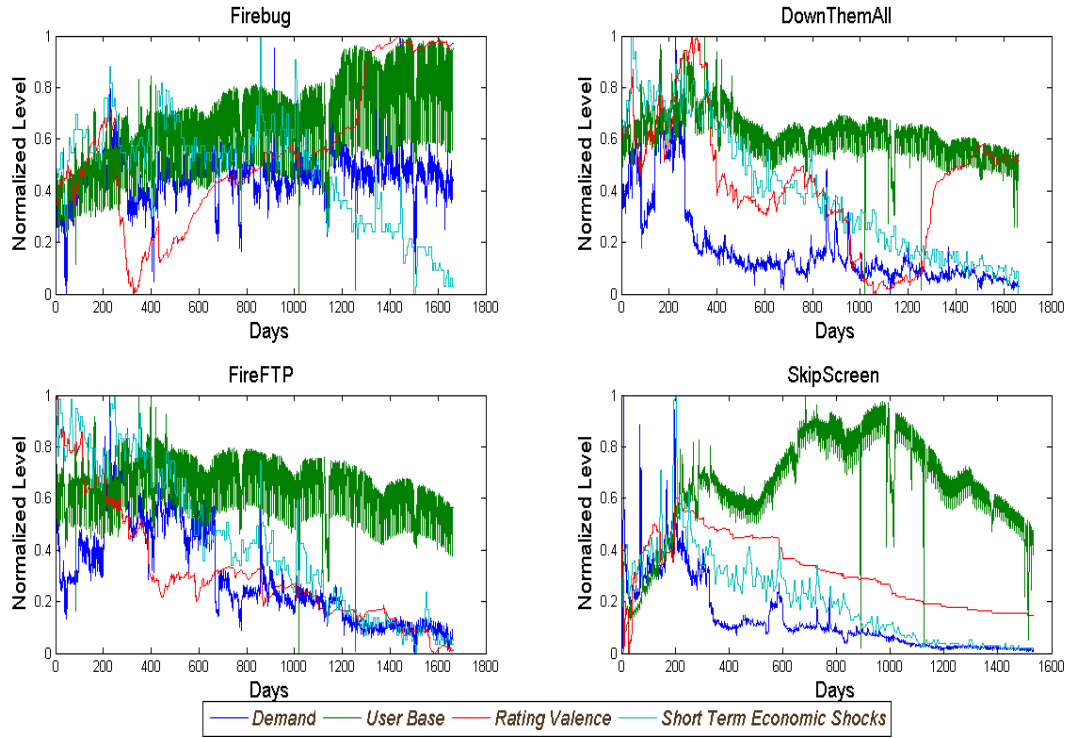 Firebug
DownThemAll
Normalized Level
1
0.8
0.6
0.4
0.2
0
0 200 400 600 800 1000 1200 1400 1600 1800
Days
Normalized Level
1
0.8
0.6
0.4
0.2
0
0 200 400 600 800 1000 1200 1400 1600 1800
Days
FireFTP
SkipScreen
Normalized Level
1
0.8
0.6
0.4
0.2
0
0 200 400 600 800 1000 1200 1400 1600 1800
Days
Normalized Level
1
0.8
0.6
0.4
0.2
0
0 200 400 600 800 1000 1200 1400 1600
Days
Demand User Base Rating Valence Short Term Economic Shocks